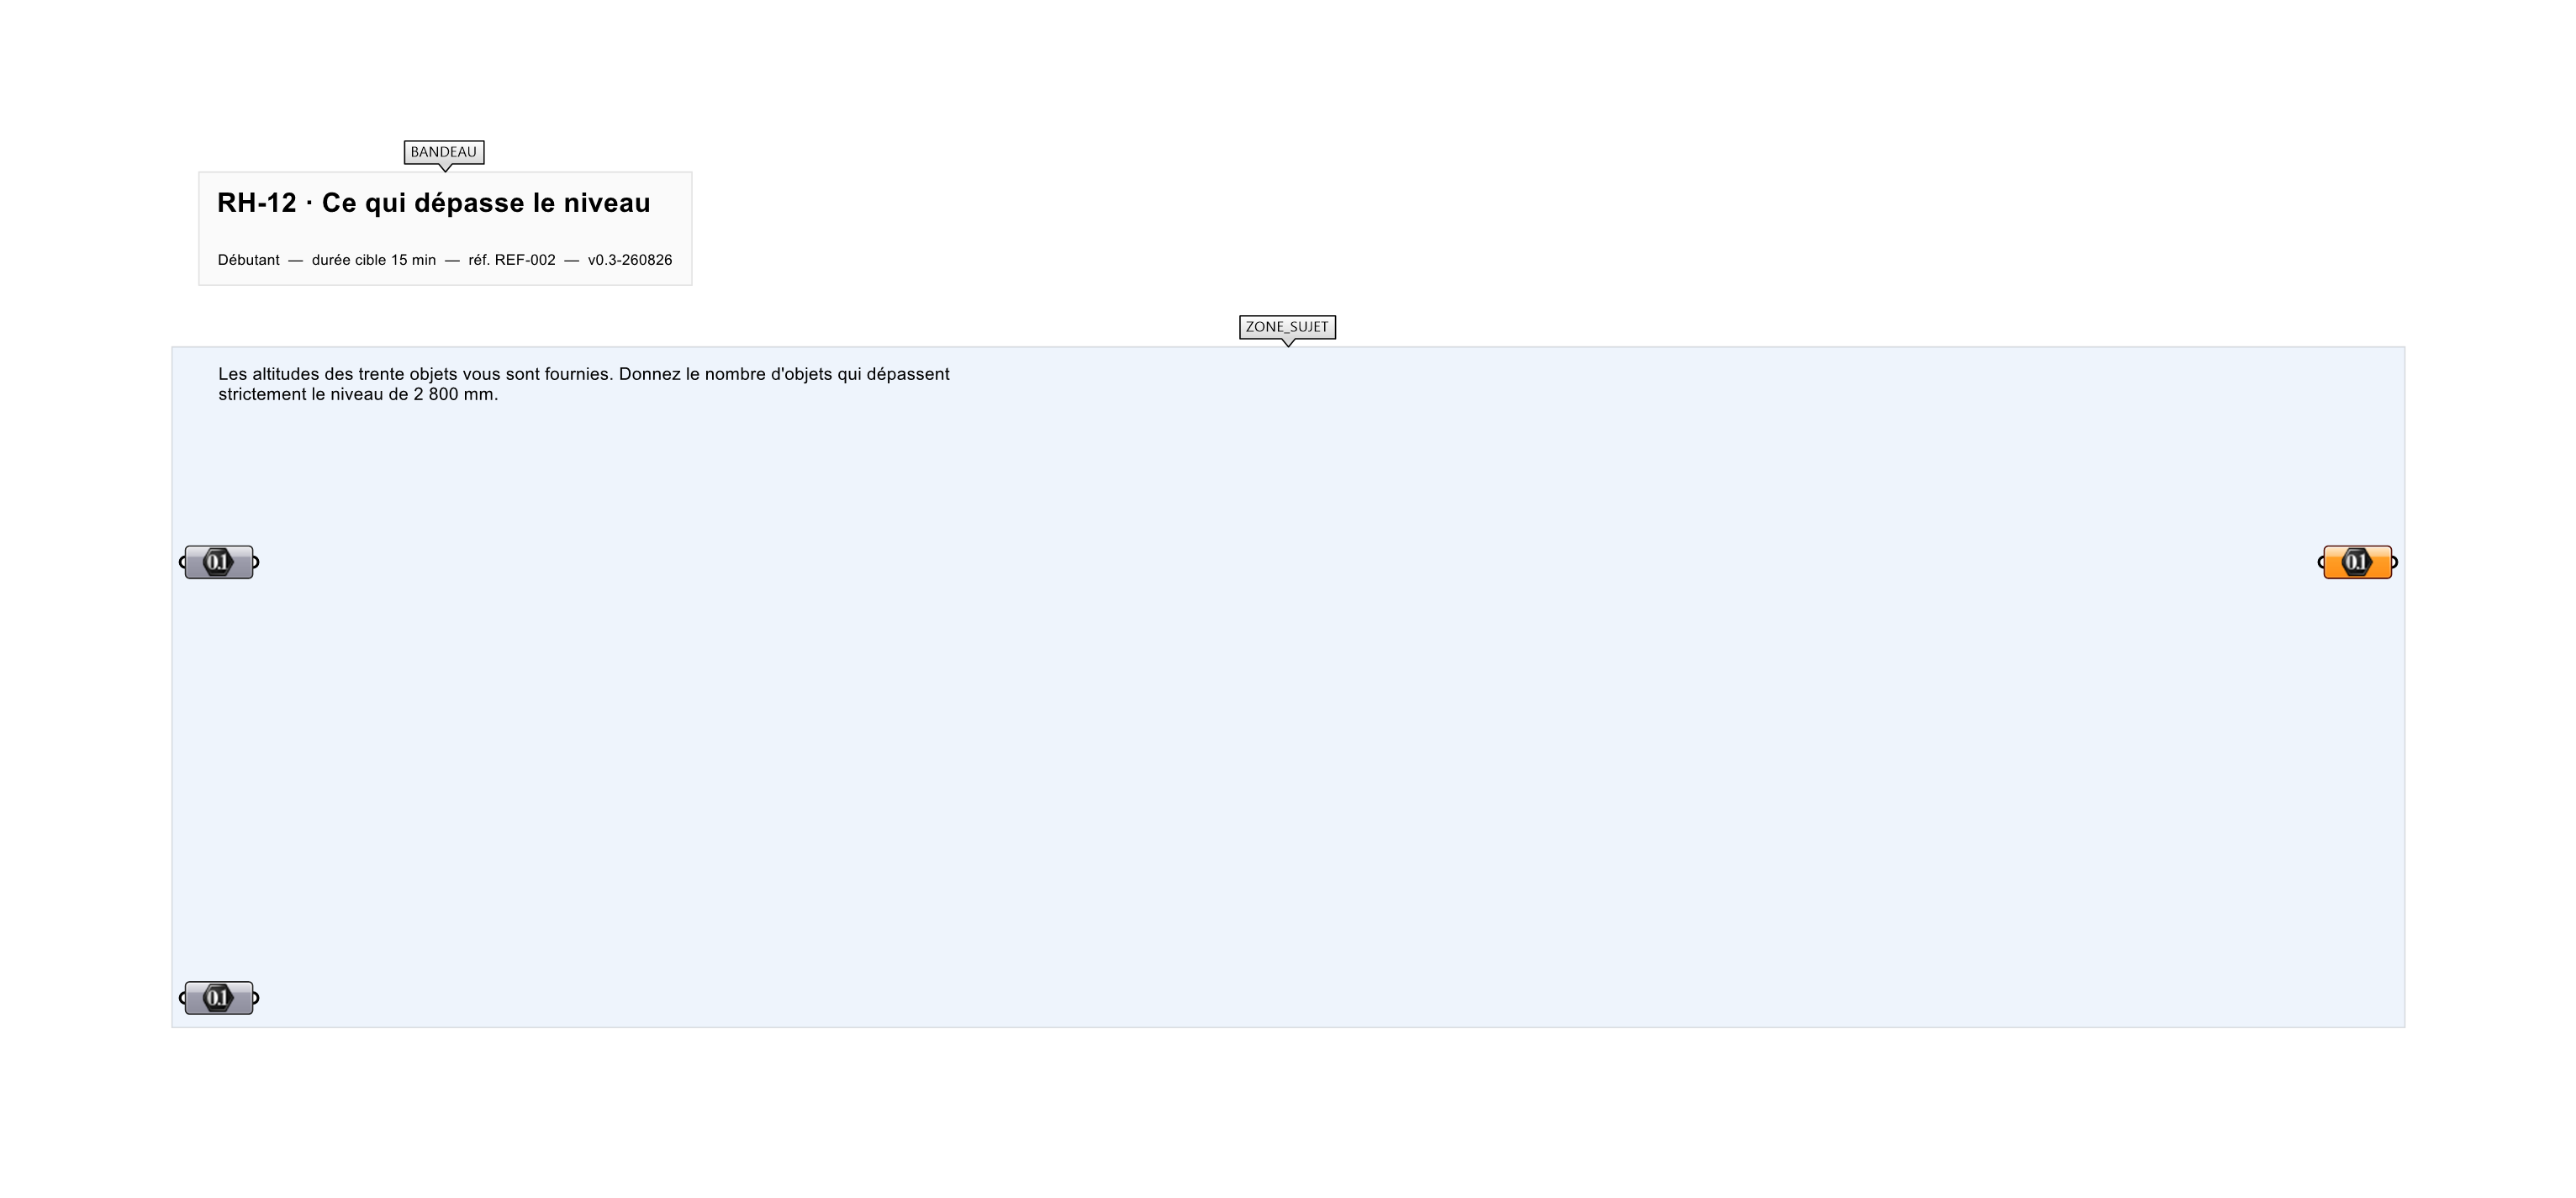 BANDEAU
RH-12 · Ce qui dépasse le niveau
Débutant — durée cible 15 min — réf. REF-002 — v0.3-260826
ZONE_SUJET
Les altitudes des trente objets vous sont fournies. Donnez le nombre d'objets qui dépassent
strictement le niveau de 2 800 mm.
0.1
0.1
0.1